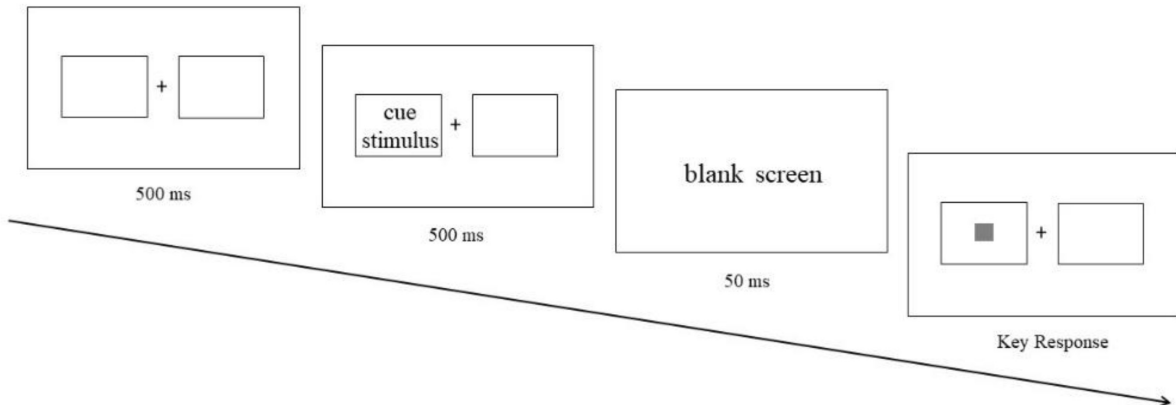 +
500 ms
cue
stimulus
+
500 ms
blank screen
50 ms
+
Key Response